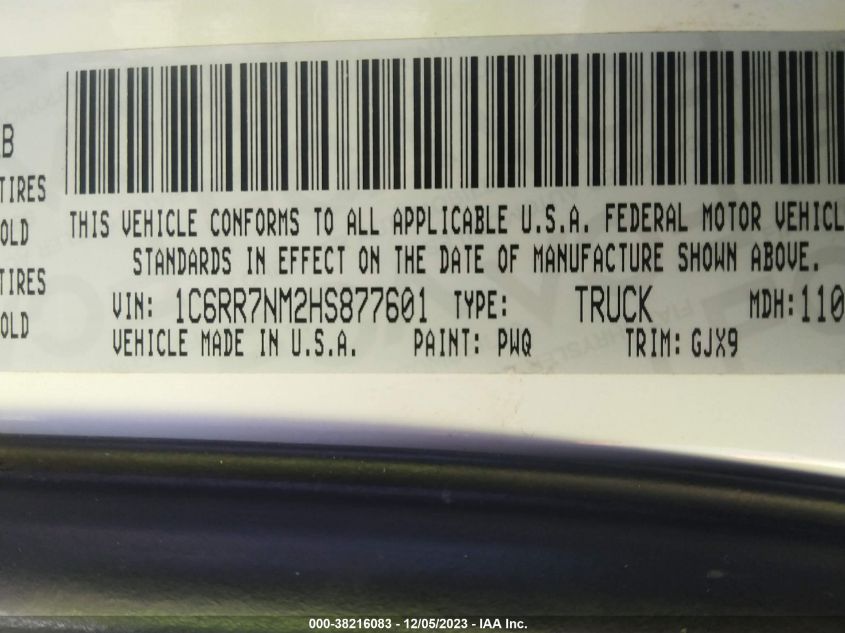 B
TIRES
OLD
TIRES
OLD
THIS VEHICLE CONFORMS TO ALL APPLICABLE U.S.A. FEDERAL MOTOR VEHICL
STANDARDS IN EFFECT ON THE DATE OF MANUFACTURE SHOWN ABOVE.
VIN: 1C6RR7NM2HS877601 TYPE: TRUCK MDH:110
VEHICLE MADE IN U.S.A. PAINT: PWQ TRIM: GJX9
000-38216083 - 12/05/2023 - IAA Inc.